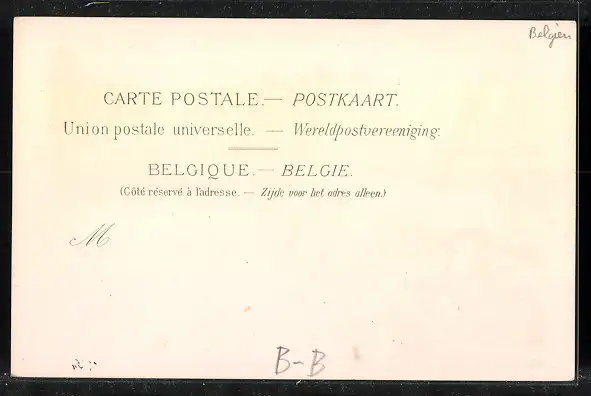 Belgien
CARTE POSTALE.— POSTKAART.
Union postale universelle. — Wereldpostvereeniging.
BELGIQUE.— BELGIE.
(Côté réservé à l'adresse. — Zijde voor het adres alleen.)
M
B-B